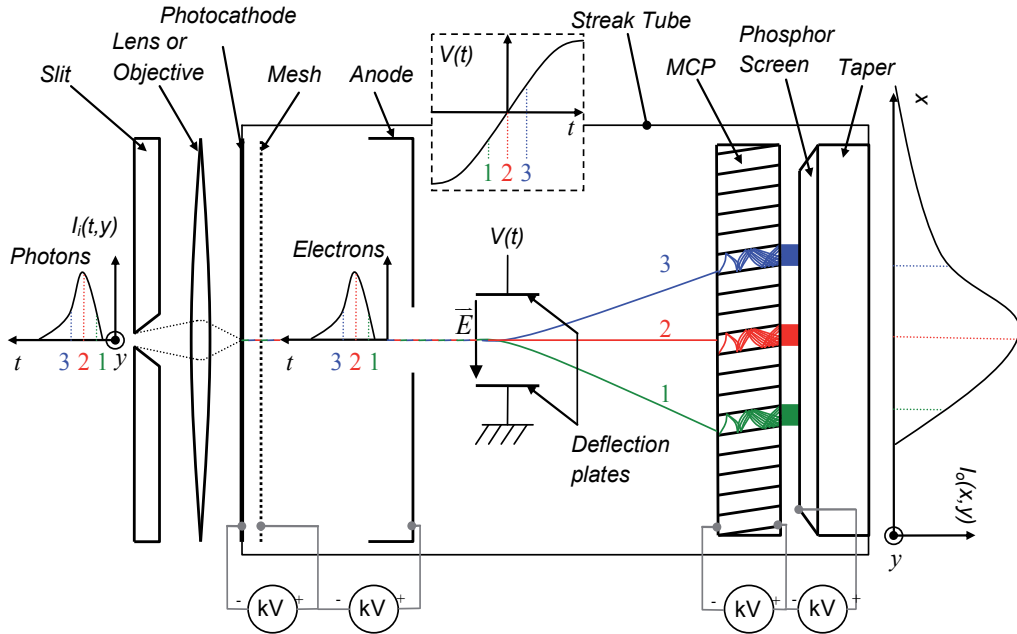 Photocathode
Lens or
Objective
Slit
Mesh
Anode
V(t)
t
1 2 3
Streak Tube
MCP
Phosphor
Screen
Taper
x
I_i(t,y)
Photons
t
3 2 1
y
Electrons
t
3 2 1
V(t)
E
3
2
1
Deflection
plates
I_o(x,y)
y
- kV +
- kV +
- kV +
- kV +